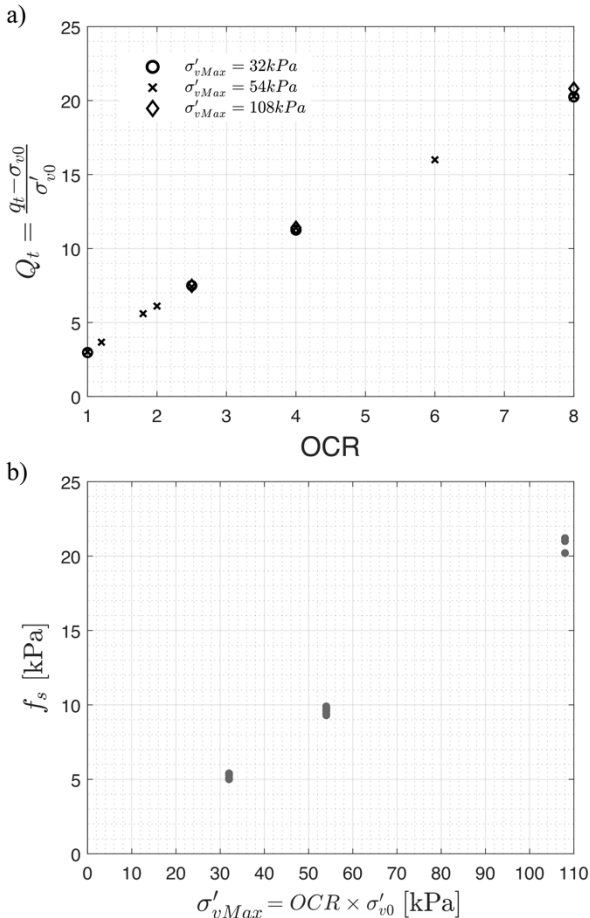 a)
25
20
15
10
5
0
σ′vMax = 32kPa
σ′vMax = 54kPa
σ′vMax = 108kPa
Qt = (qt−σv0)/σ′v0
1 2 3 4 5 6 7 8
OCR
b)
25
20
15
10
5
0
fs [kPa]
0 10 20 30 40 50 60 70 80 90 100 110
σ′vMax = OCR × σ′v0 [kPa]